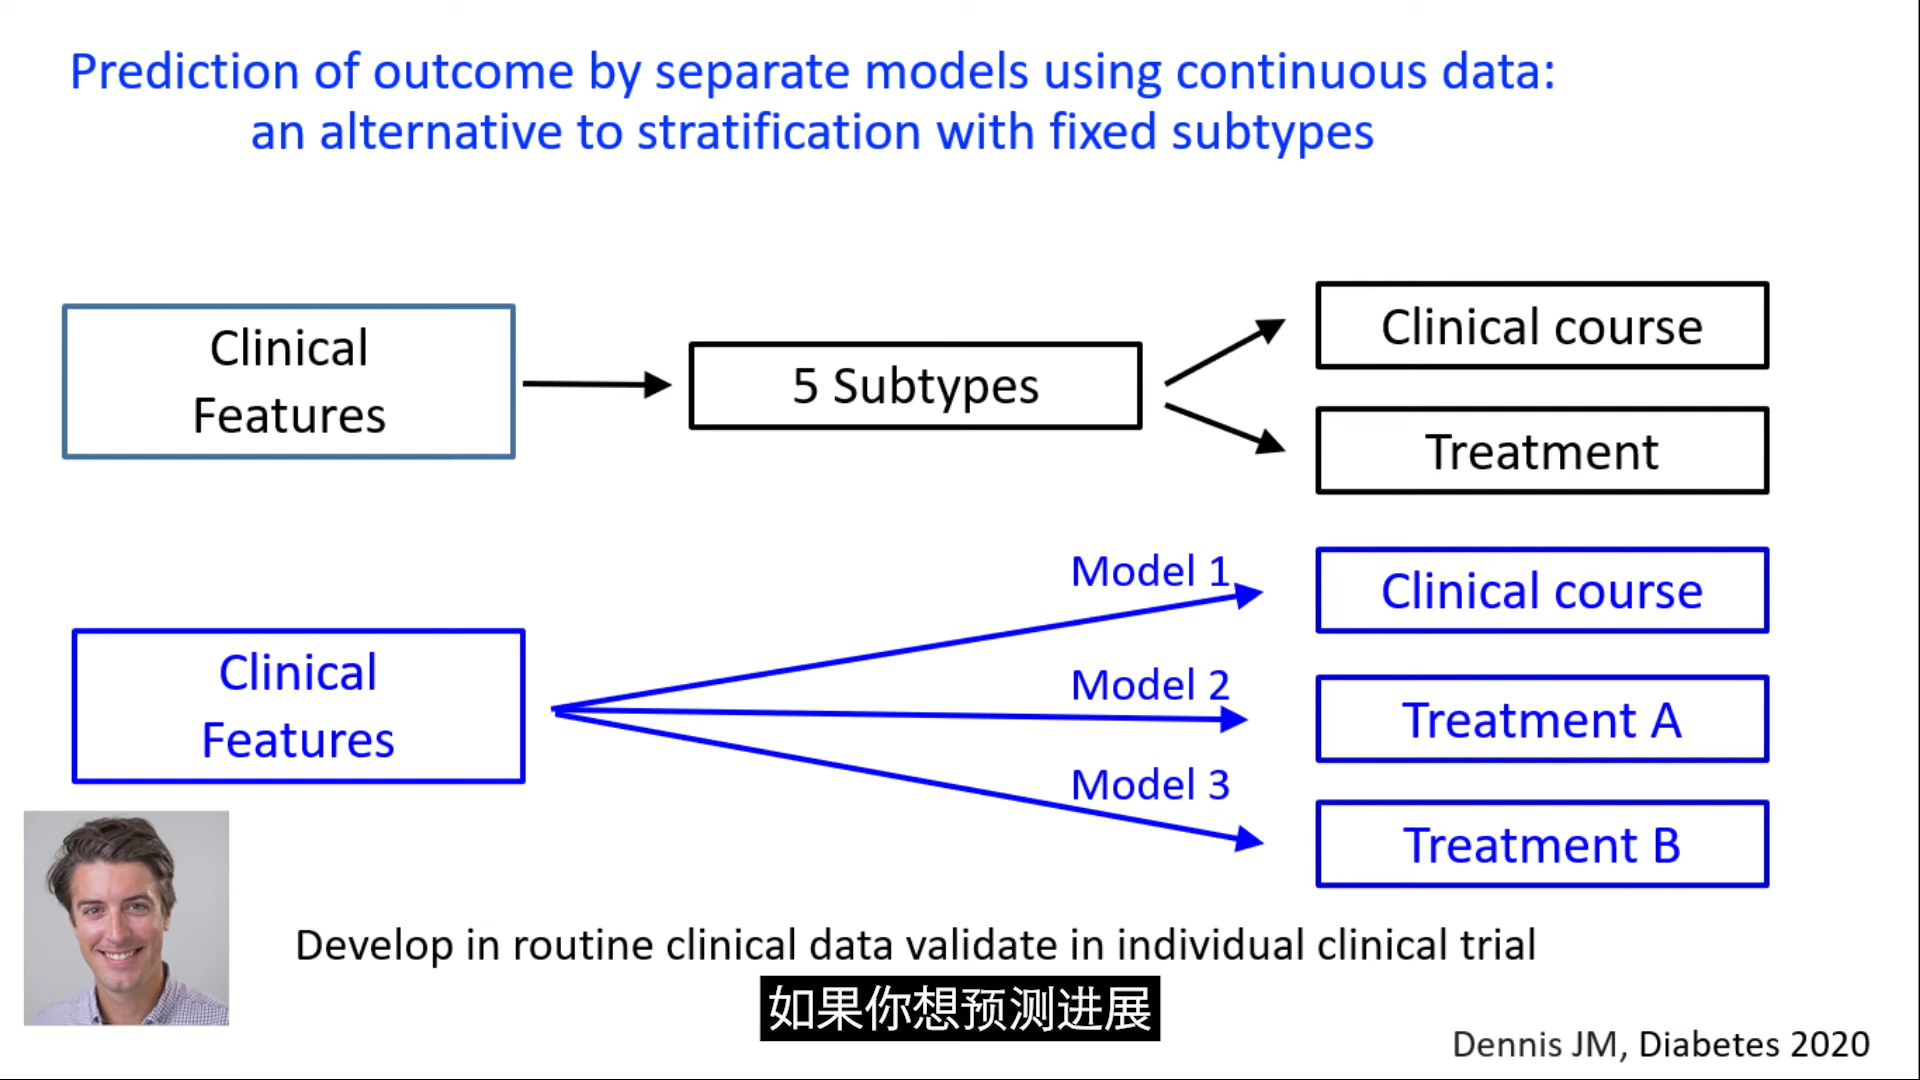 Prediction of outcome by separate models using continuous data:
an alternative to stratification with fixed subtypes
Clinical
Features
5 Subtypes
Clinical course
Treatment
Clinical
Features
Model 1
Model 2
Model 3
Clinical course
Treatment A
Treatment B
Develop in routine clinical data validate in individual clinical trial
如果你想预测进展
Dennis JM, Diabetes 2020